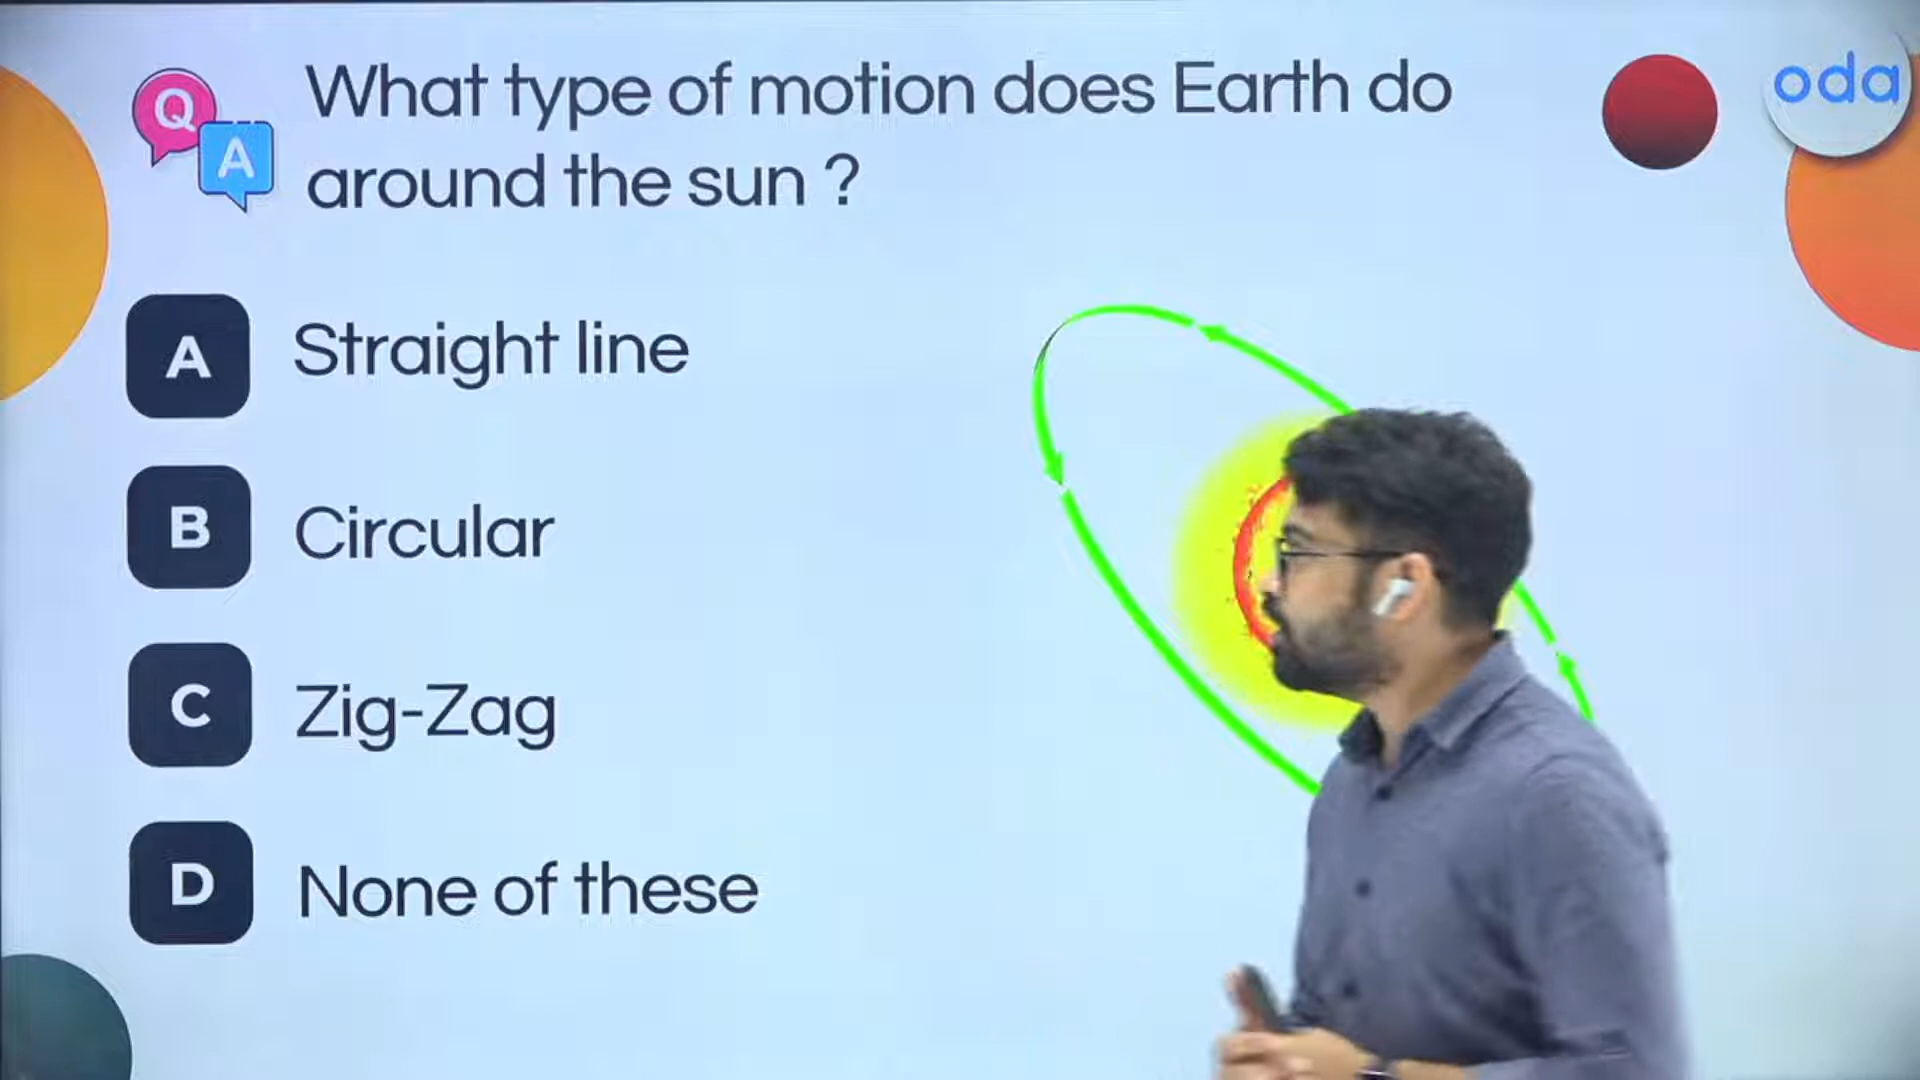 Q
A
What type of motion does Earth do
around the sun ?
oda
A
Straight line
B
Circular
C
Zig-Zag
D
None of these